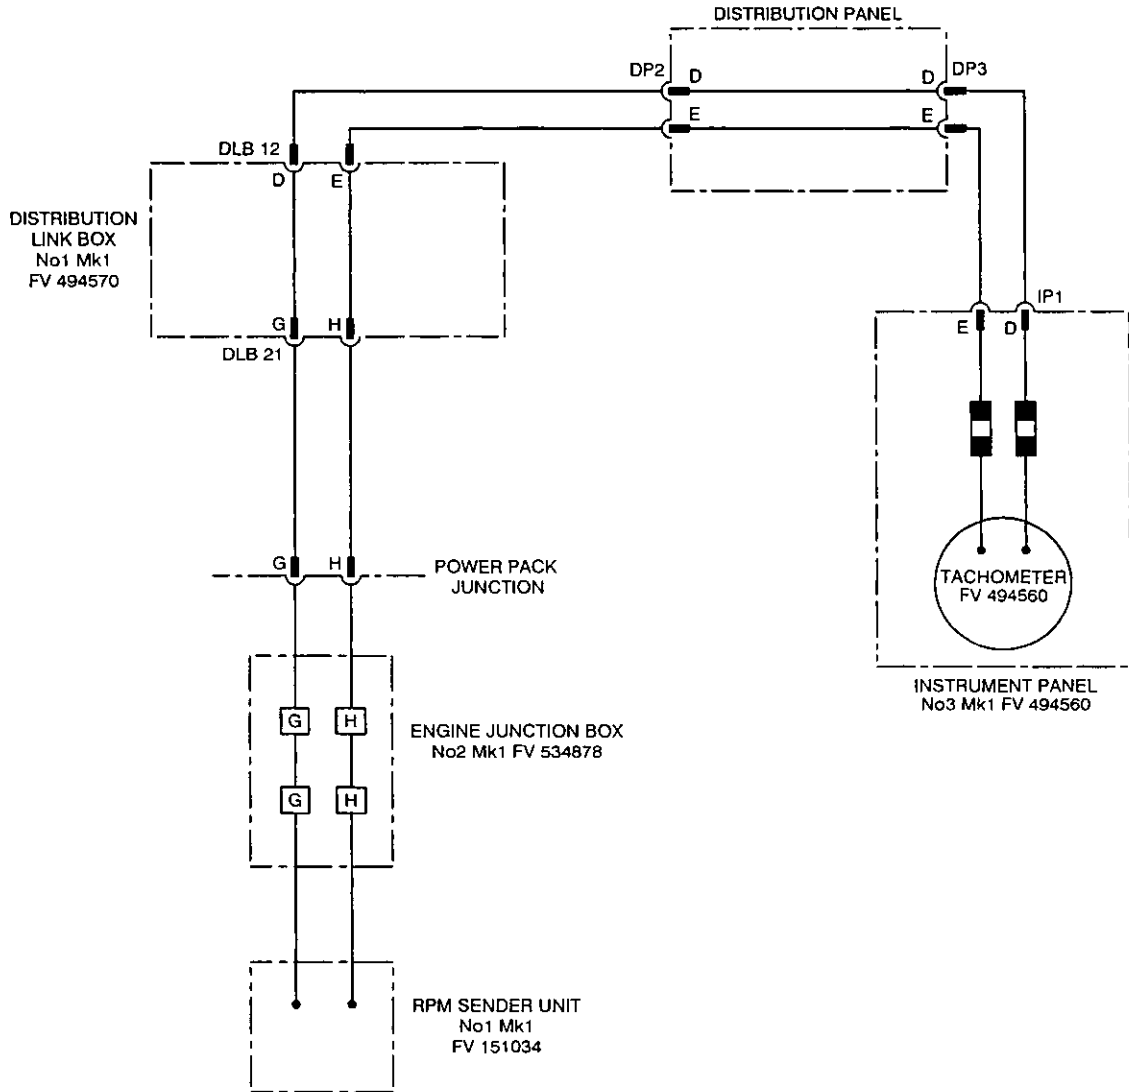 DISTRIBUTION PANEL
DP2 D D DP3
E E
DLB 12
D E
DISTRIBUTION
LINK BOX
No1 Mk1
FV 494570
G H
DLB 21
IP1
E D
TACHOMETER
FV 494560
INSTRUMENT PANEL
No3 Mk1 FV 494560
G H
POWER PACK
JUNCTION
G H
ENGINE JUNCTION BOX
No2 Mk1 FV 534878
G H
RPM SENDER UNIT
No1 Mk1
FV 151034